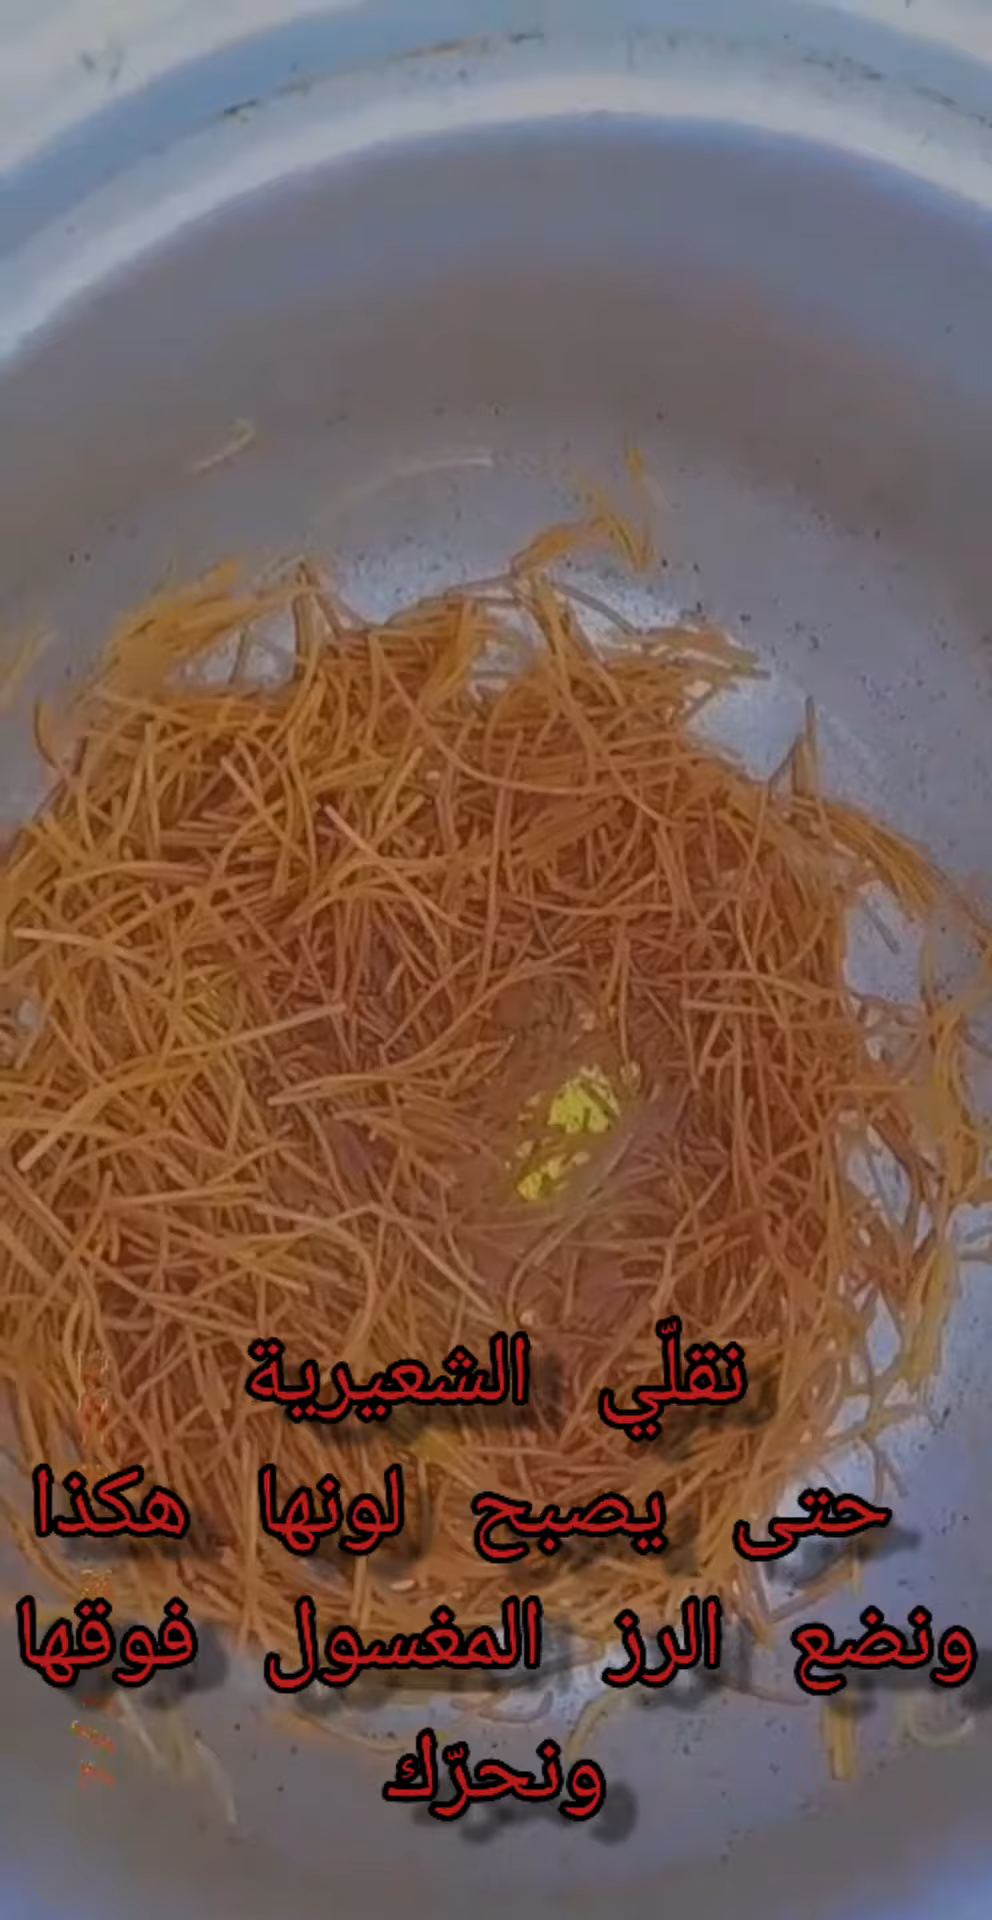 نقلّي الشعيرية
حتى يصبح لونها هكذا
ونضع الرز المغسول فوقها
ونحرّك